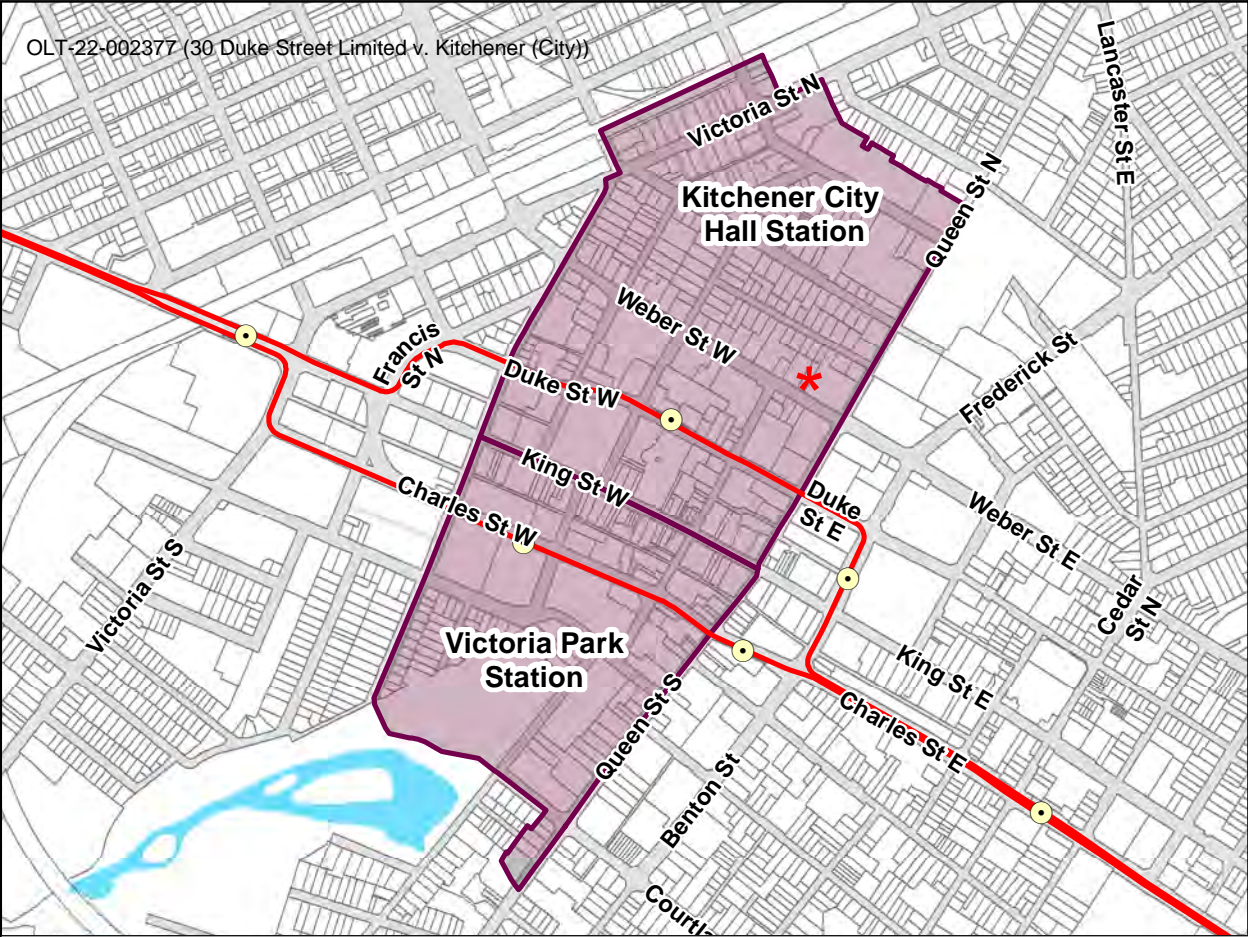 OLT-22-002377 (30 Duke Street Limited v. Kitchener (City))
Lancaster St E
Victoria St N
Queen St N
Kitchener City
Hall Station
Weber St W
Francis
St N
Frederick St
Duke St W
King St W
Charles St W
Duke
St E
Weber St E
Cedar
St N
Victoria St S
Victoria Park
Station
King St E
Queen St S
Charles St E
Benton St
Courtla